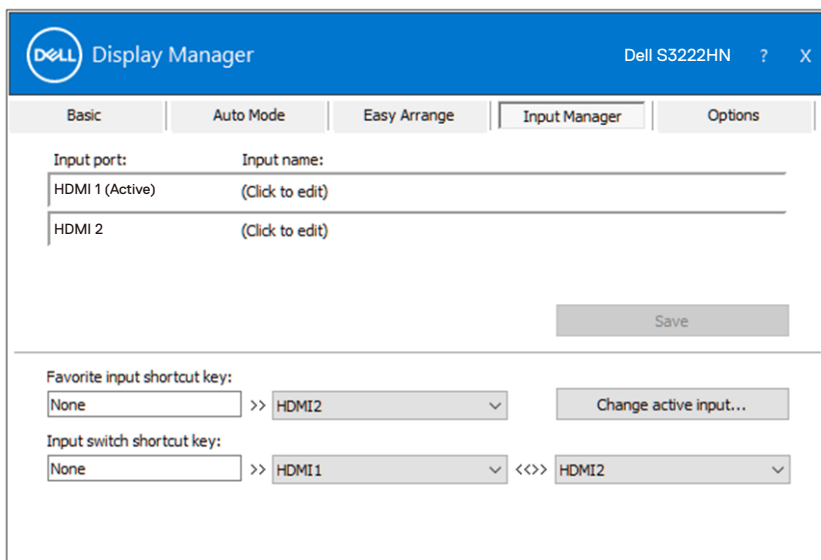 DELL Display Manager Dell S3222HN ? X
Basic Auto Mode Easy Arrange Input Manager Options
Input port: Input name:
HDMI 1 (Active) (Click to edit)
HDMI 2 (Click to edit)
Save
Favorite input shortcut key:
None >> HDMI2 Change active input...
Input switch shortcut key:
None >> HDMI1 <<>> HDMI2